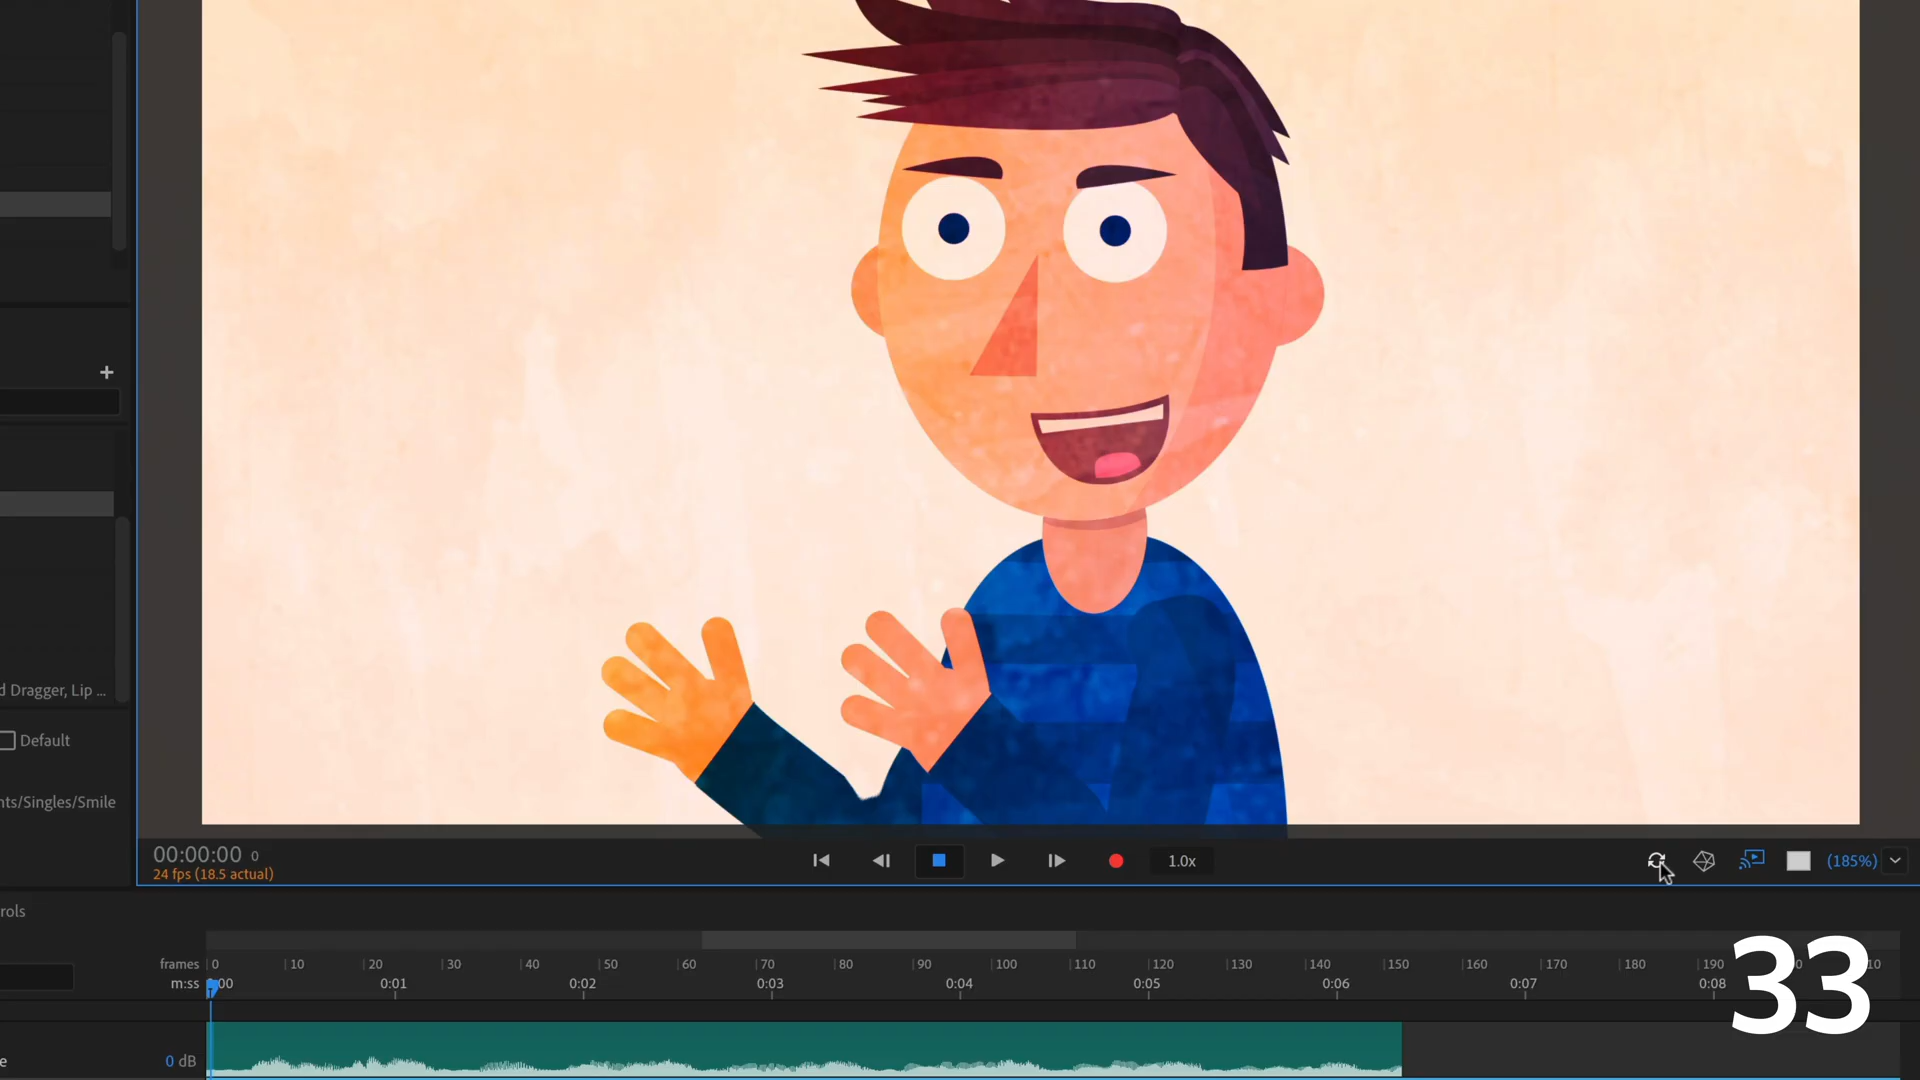 d Dragger, Lip ...
Default
nts/Singles/Smile
00:00:00 0
24 fps (18.5 actual)
1.0x
(185%)
rols
frames 0 10 20 30 40 50 60 70 80 90 100 110 120 130 140 150 160 170 180 190
m:ss 0:00 0:01 0:02 0:03 0:04 0:05 0:06 0:07 0:08
33
e 0 dB